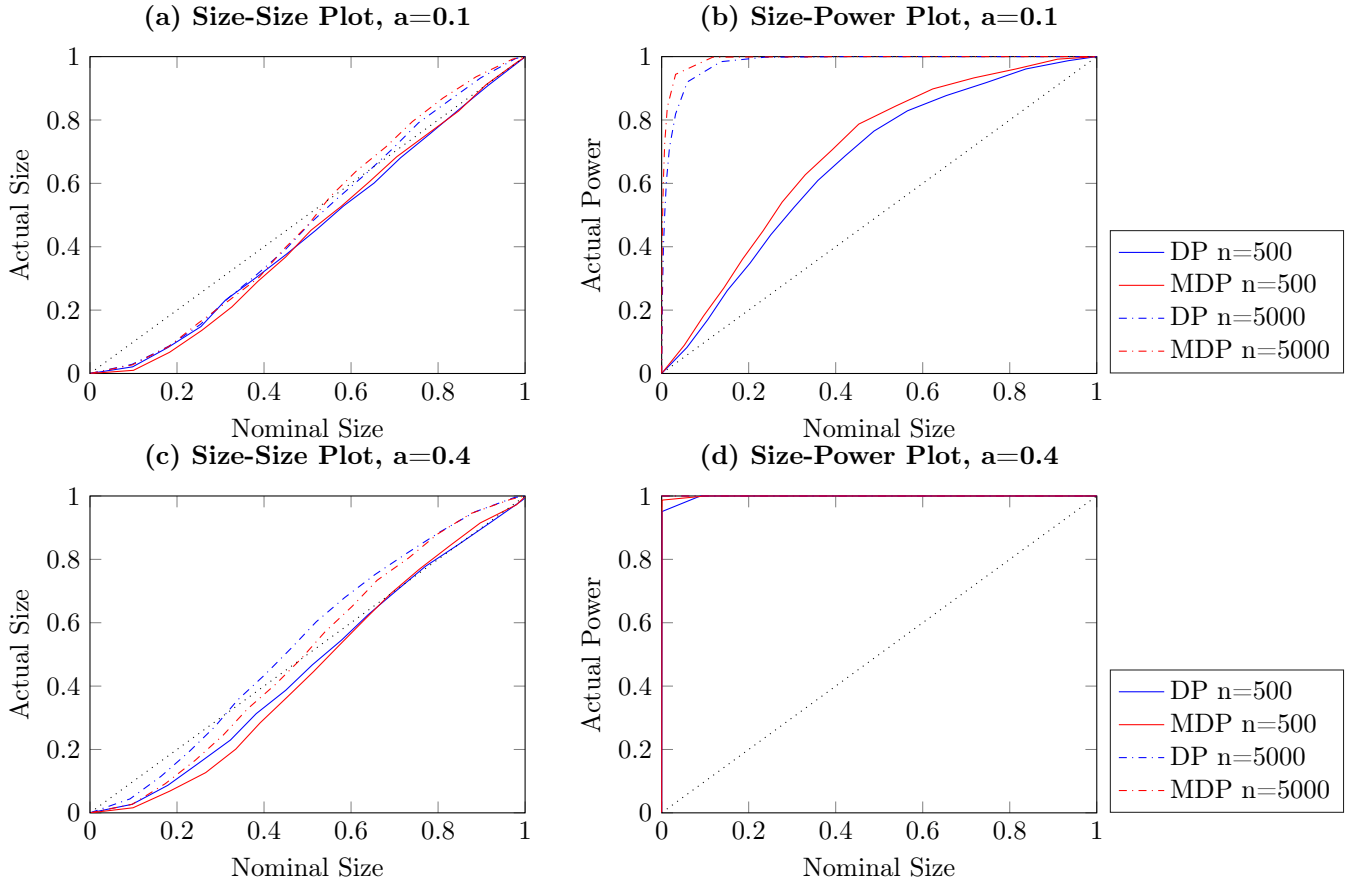 (a) Size-Size Plot, a=0.1
1
0.8
0.6
0.4
0.2
0
Actual Size
0
0.2
0.4
0.6
0.8
1
Nominal Size
(b) Size-Power Plot, a=0.1
1
0.8
0.6
0.4
0.2
0
Actual Power
0
0.2
0.4
0.6
0.8
1
Nominal Size
DP n=500
MDP n=500
DP n=5000
MDP n=5000
(c) Size-Size Plot, a=0.4
1
0.8
0.6
0.4
0.2
0
Actual Size
0
0.2
0.4
0.6
0.8
1
Nominal Size
(d) Size-Power Plot, a=0.4
1
0.8
0.6
0.4
0.2
0
Actual Power
0
0.2
0.4
0.6
0.8
1
Nominal Size
DP n=500
MDP n=500
DP n=5000
MDP n=5000